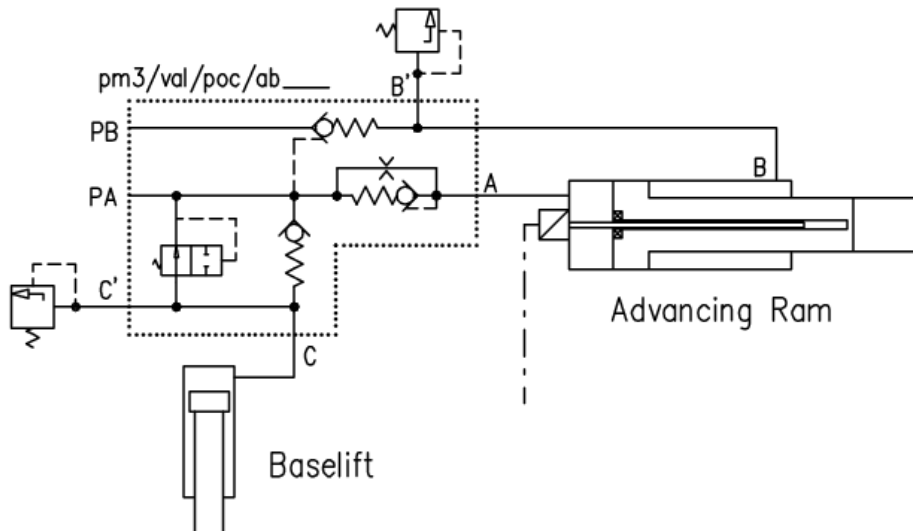 pm3/val/poc/ab____
B'
PB
B
PA
A
C'
C
Advancing Ram
Baselift